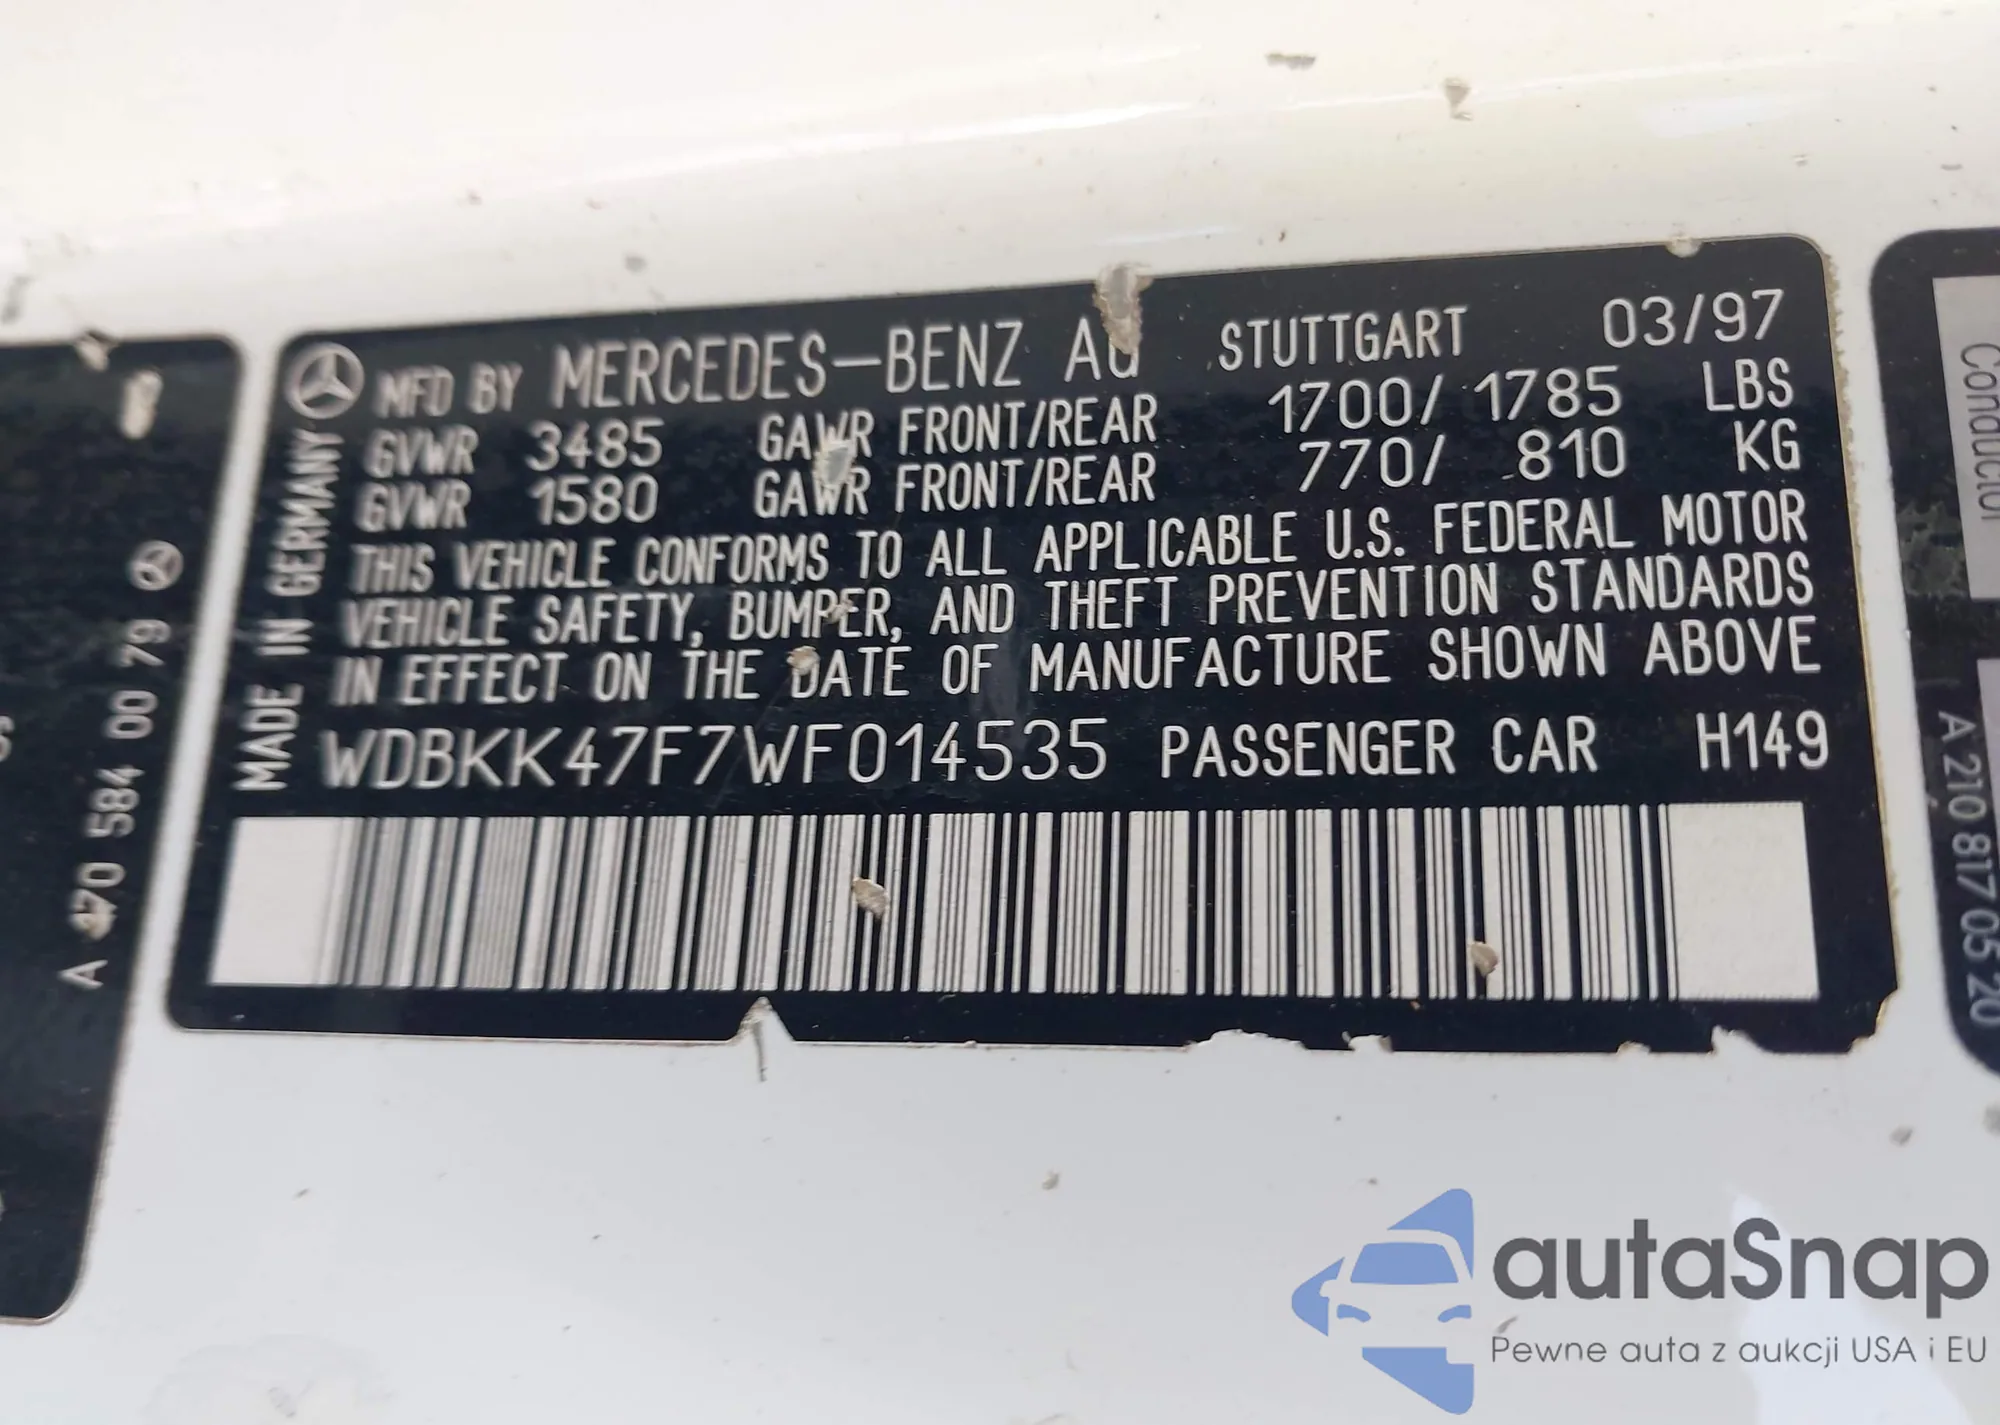 MFD BY MERCEDES-BENZ AG STUTTGART 03/97
GVWR 3485 GAWR FRONT/REAR 1700/ 1785 LBS
GVWR 1580 GAWR FRONT/REAR 770/ 810 KG
THIS VEHICLE CONFORMS TO ALL APPLICABLE U.S. FEDERAL MOTOR
VEHICLE SAFETY, BUMPER, AND THEFT PREVENTION STANDARDS
IN EFFECT ON THE DATE OF MANUFACTURE SHOWN ABOVE
WDBKK47F7WF014535 PASSENGER CAR H149
MADE IN GERMANY
A 170 584 00 79
Conductor
A 210 817 05 20
autaSnap
Pewne auta z aukcji USA i EU